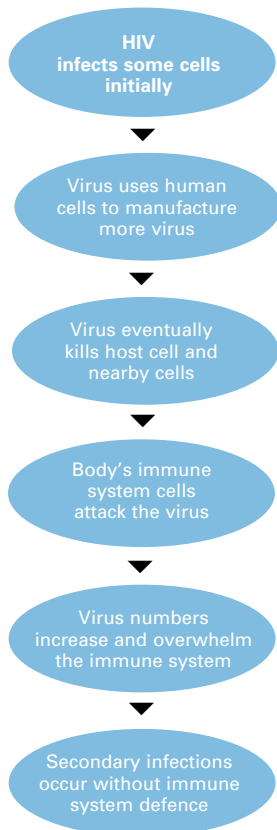 HIV
infects some cells
initially
Virus uses human
cells to manufacture
more virus
Virus eventually
kills host cell and
nearby cells
Body's immune
system cells
attack the virus
Virus numbers
increase and overwhelm
the immune system
Secondary infections
occur without immune
system defence